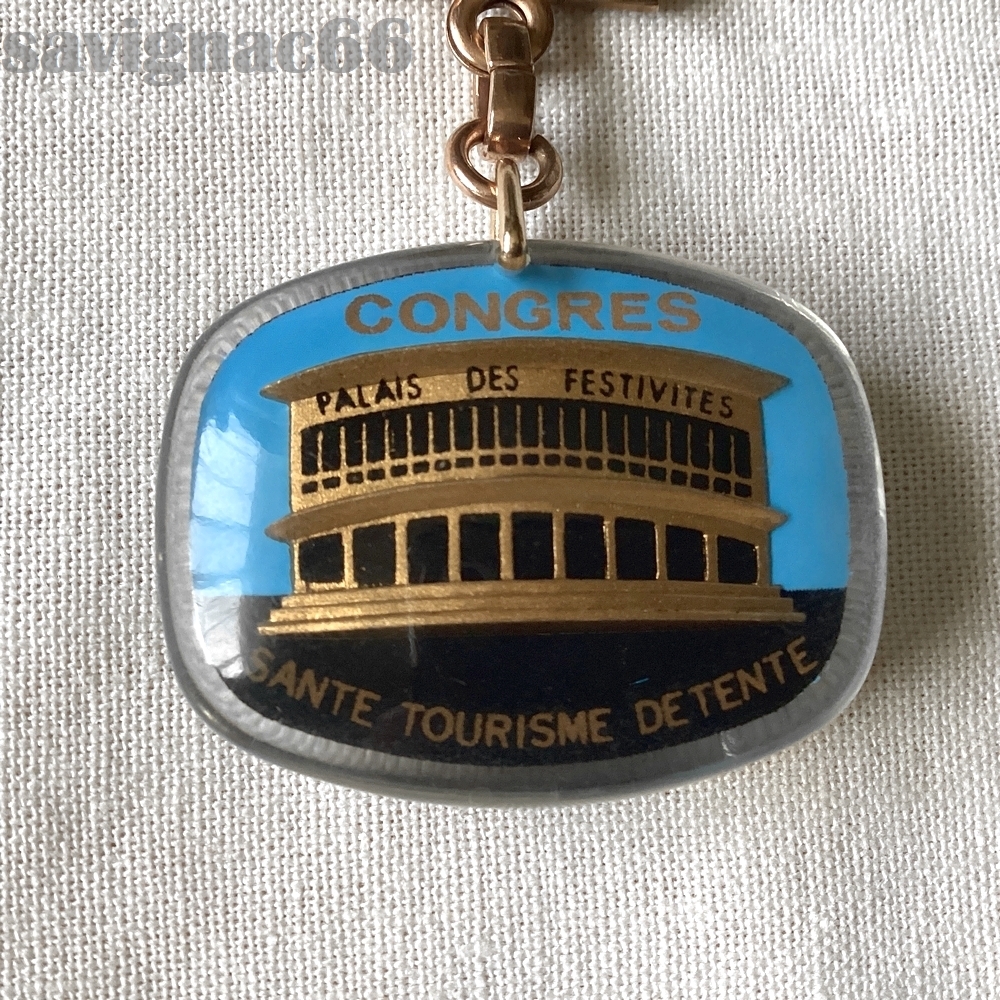 savignac66
CONGRES
PALAIS DES FESTIVITES
SANTE TOURISME DETENTE